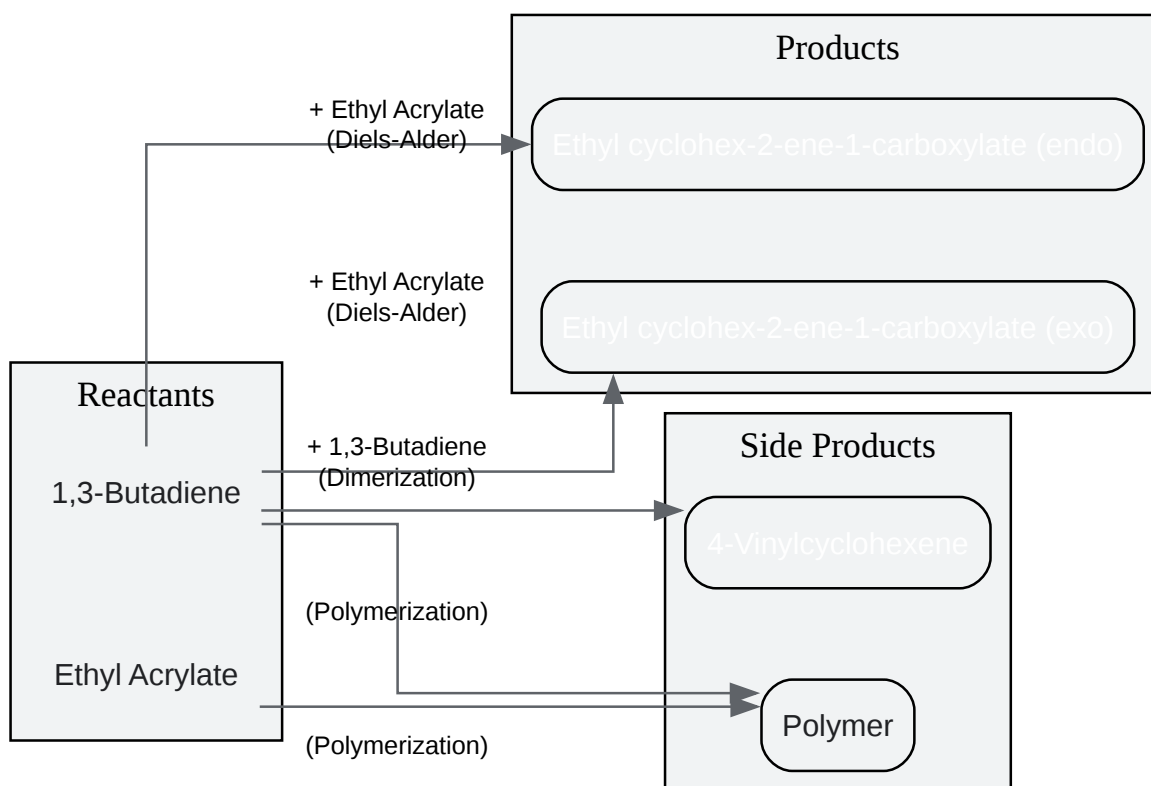 Products
+ Ethyl Acrylate
(Diels-Alder)
Ethyl cyclohex-2-ene-1-carboxylate (endo)
+ Ethyl Acrylate
(Diels-Alder)
Ethyl cyclohex-2-ene-1-carboxylate (exo)
Reactants
1,3-Butadiene
Ethyl Acrylate
+ 1,3-Butadiene
(Dimerization)
(Polymerization)
(Polymerization)
Side Products
4-Vinylcyclohexene
Polymer